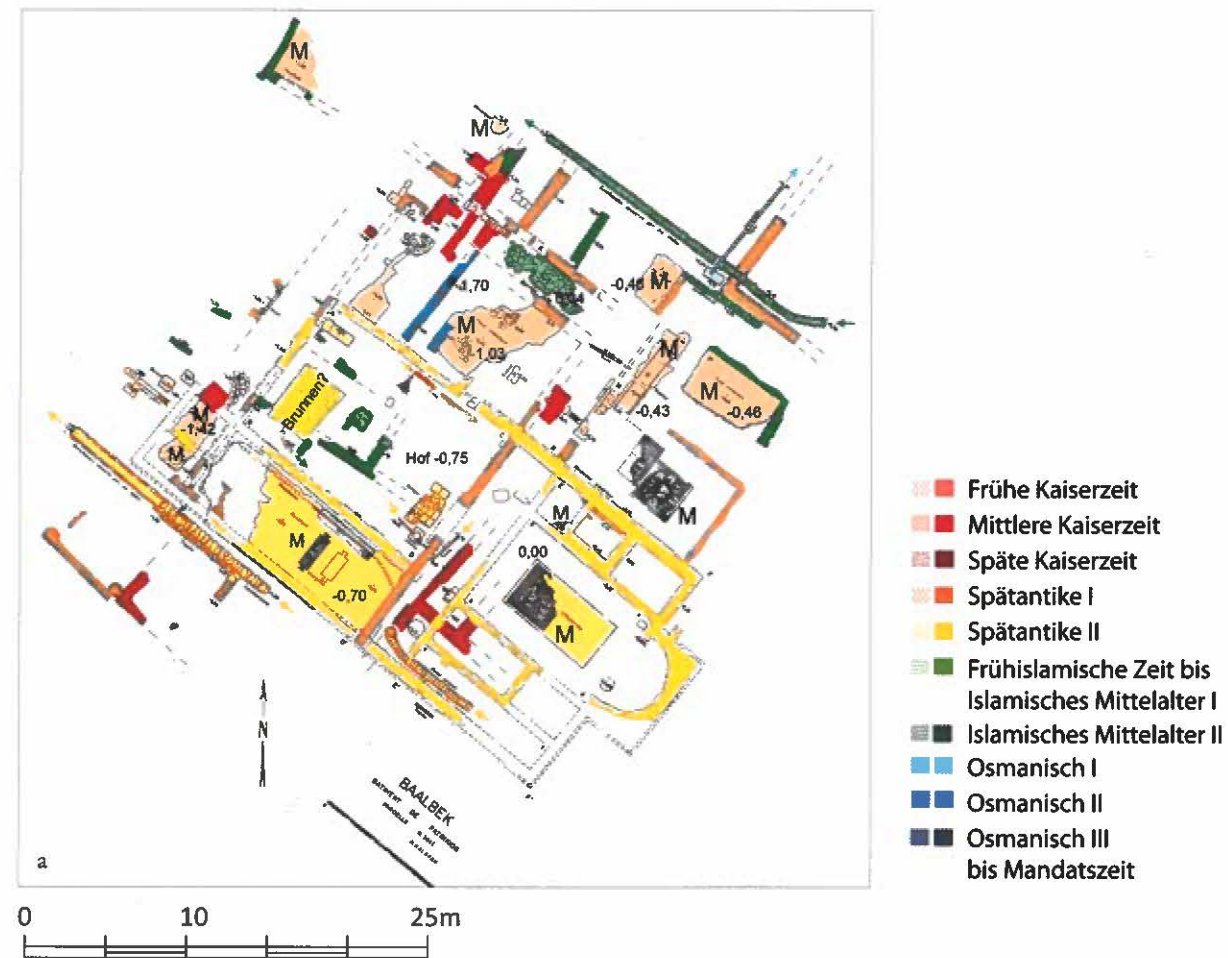 M
M
-1,70
-0,46
M
M
1,03
M
M
-0,46
-0,43
Brunnen?
M
-1,42
M
Hof -0,75
M
M
0,00
M
-0,70
M
N
BAALBEK
a
0
10
25m
Frühe Kaiserzeit
Mittlere Kaiserzeit
Späte Kaiserzeit
Spätantike I
Spätantike II
Frühislamische Zeit bis
Islamisches Mittelalter I
Islamisches Mittelalter II
Osmanisch I
Osmanisch II
Osmanisch III
bis Mandatszeit